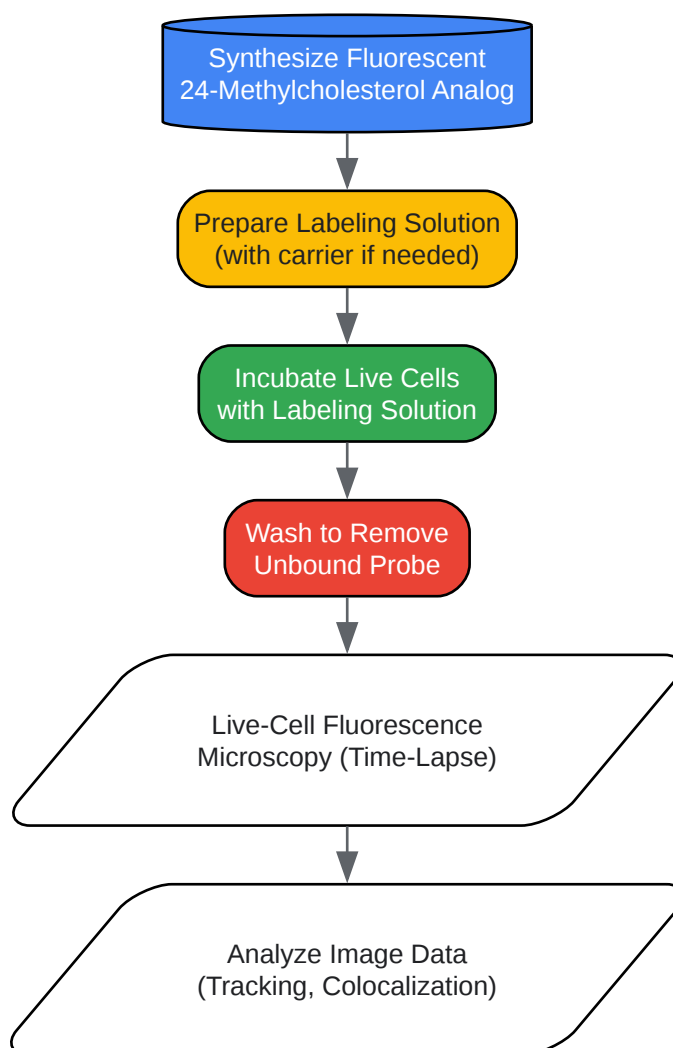 Synthesize Fluorescent
24-Methylcholesterol Analog
Prepare Labeling Solution
(with carrier if needed)
Incubate Live Cells
with Labeling Solution
Wash to Remove
Unbound Probe
Live-Cell Fluorescence
Microscopy (Time-Lapse)
Analyze Image Data
(Tracking, Colocalization)